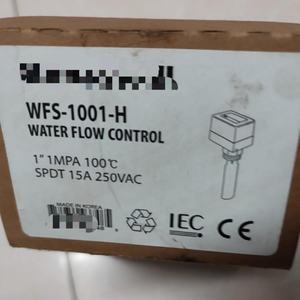 WFS-1001-H
WATER FLOW CONTROL
1" 1MPA 100℃
SPDT 15A 250VAC
MADE IN KOREA
IEC CE